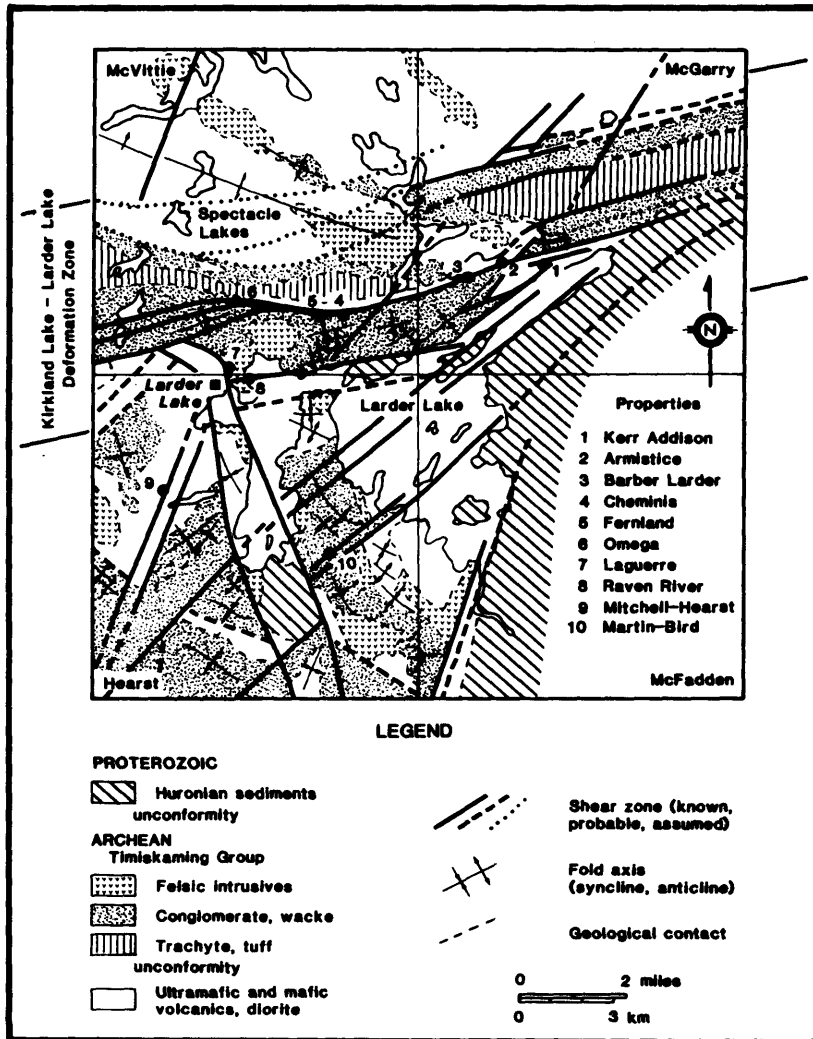 McVittie
McGarry
Kirkland Lake - Larder Lake
Deformation Zone
Spectacle
Lakes
6
5 - 4
3
2
1
N
7
8
Larder
Lake
Larder Lake
9
10
Hearst
McFadden
Properties
1 Kerr Addison
2 Armistice
3 Barber Larder
4 Cheminis
5 Fernland
6 Omega
7 Laguerre
8 Raven River
9 Mitchell-Hearst
10 Martin-Bird
LEGEND
PROTEROZOIC
Huronian sediments
unconformity
ARCHEAN
Timiskaming Group
Felsic intrusives
Conglomerate, wacke
Trachyte, tuff
unconformity
Ultramafic and mafic
volcanics, diorite
Shear zone (known,
probable, assumed)
Fold axis
(syncline, anticline)
Geological contact
0 2 miles
0 3 km